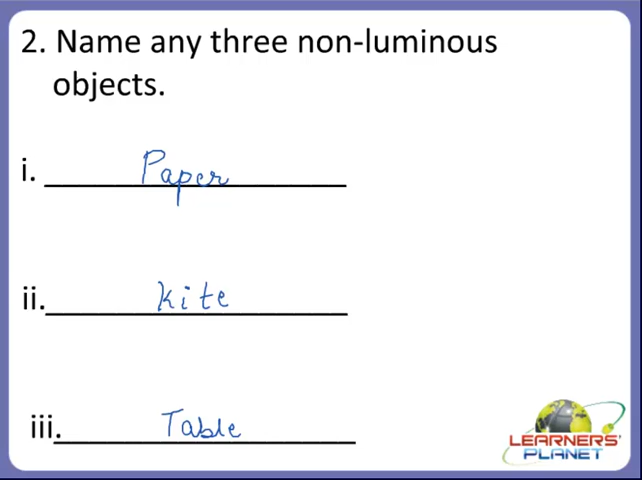 2. Name any three non-luminous
objects.
i. Paper
ii. kite
iii. Table
LEARNERS'
PLANET